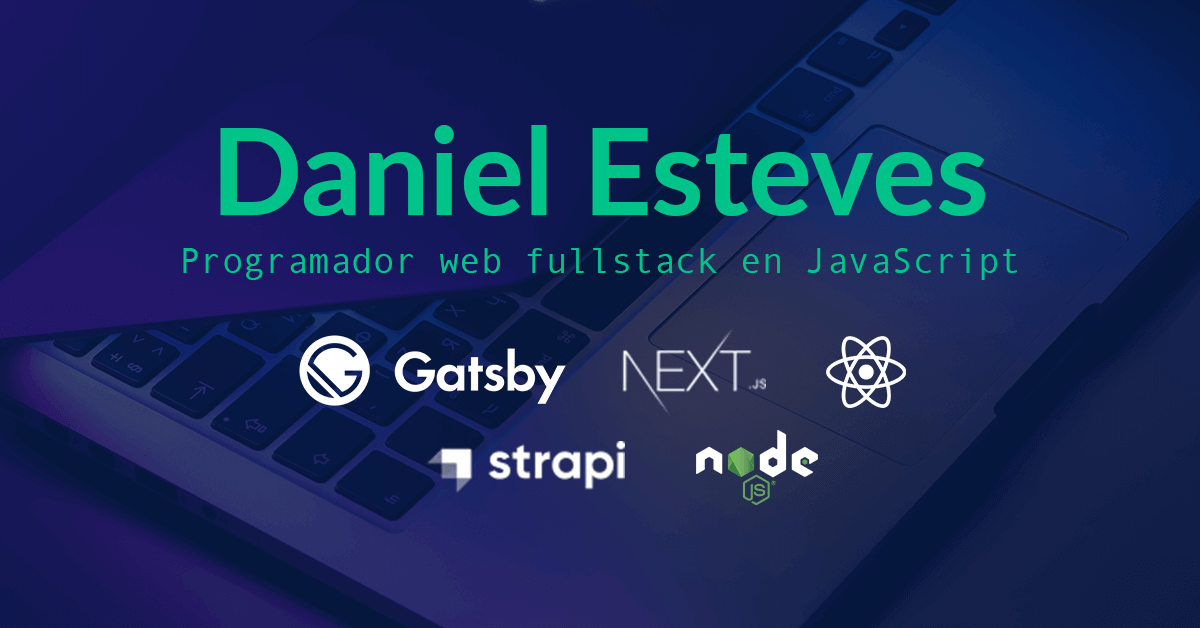 Daniel Esteves
Programador web fullstack en JavaScript
Gatsby NEXT.JS
strapi node
JS